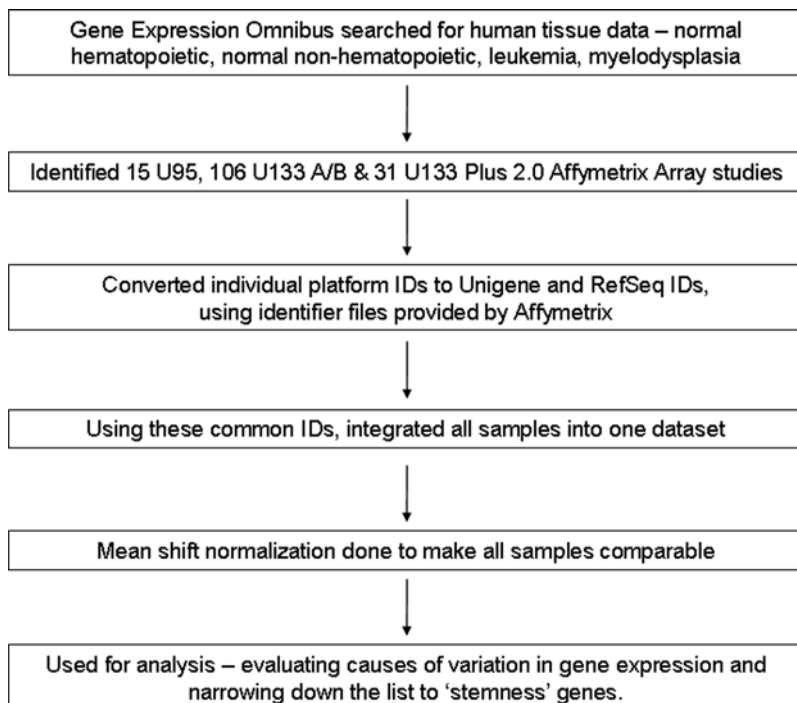 Gene Expression Omnibus searched for human tissue data – normal
hematopoietic, normal non-hematopoietic, leukemia, myelodysplasia
Identified 15 U95, 106 U133 A/B & 31 U133 Plus 2.0 Affymetrix Array studies
Converted individual platform IDs to Unigene and RefSeq IDs,
using identifier files provided by Affymetrix
Using these common IDs, integrated all samples into one dataset
Mean shift normalization done to make all samples comparable
Used for analysis – evaluating causes of variation in gene expression and
narrowing down the list to ‘stemness’ genes.